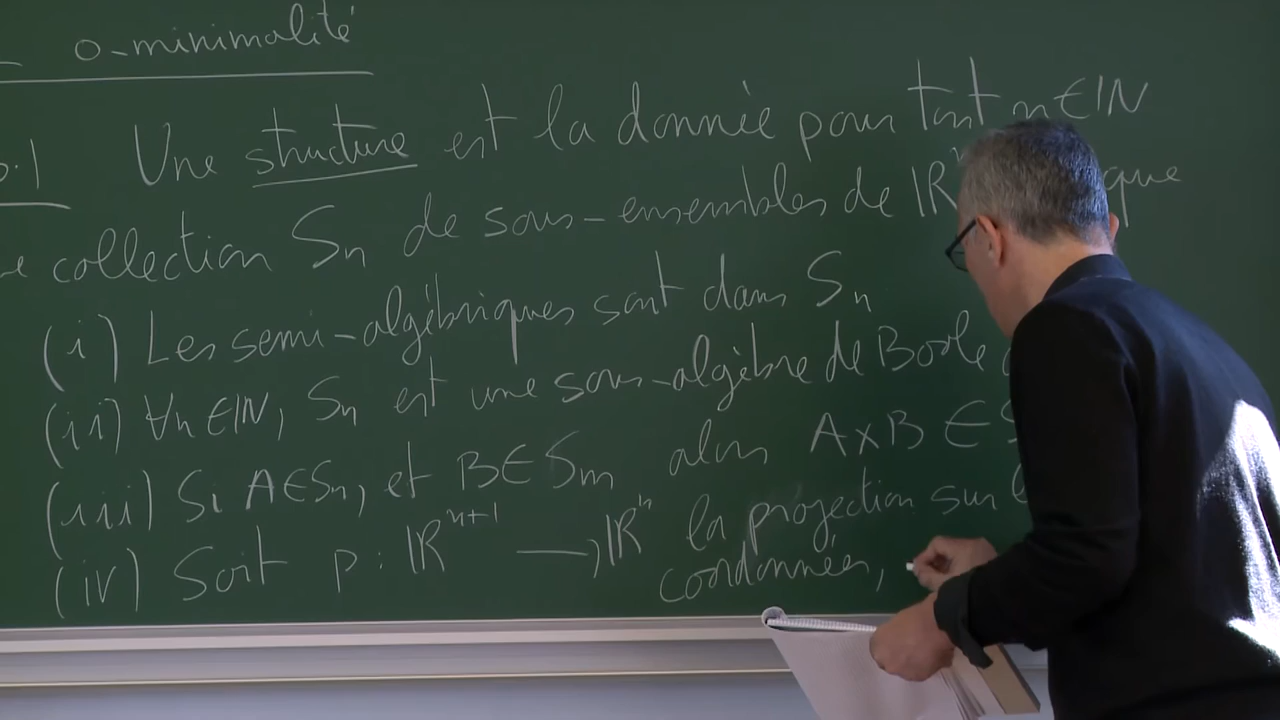 o-minimalité
Une structure est la donnée pour tout n ∈ ℕ
collection Sn de sous-ensembles de ℝ que
(i) Les semi-algébriques sont dans Sn
(ii) ∀n ∈ ℕ, Sn est une sous-algèbre de Boole
(iii) Si A ∈ Sn, et B ∈ Sm alors A x B ∈ S
(iv) Soit p : ℝⁿ⁺¹ → ℝⁿ la projection sur
coordonnées,